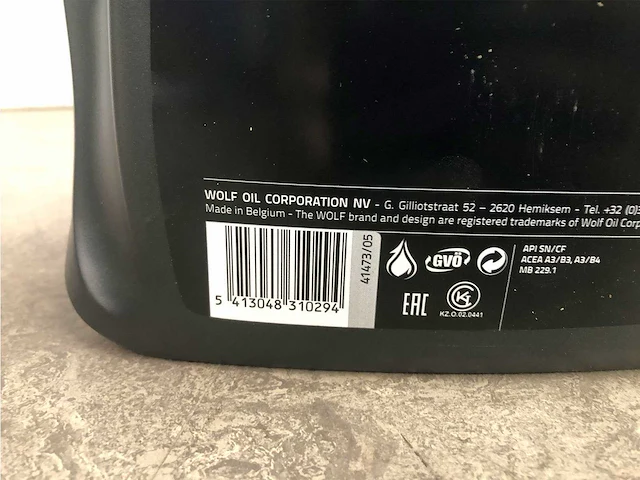 WOLF OIL CORPORATION NV - G. Gilliotstraat 52 – 2620 Hemiksem - Tel. +32 (0)3
Made in Belgium - The WOLF brand and design are registered trademarks of Wolf Oil Corp
5 413048 310294
41473/05
GVÖ
API SN/CF
ACEA A3/B3, A3/B4
MB 229.1
EAC
KZ.O.02.0441